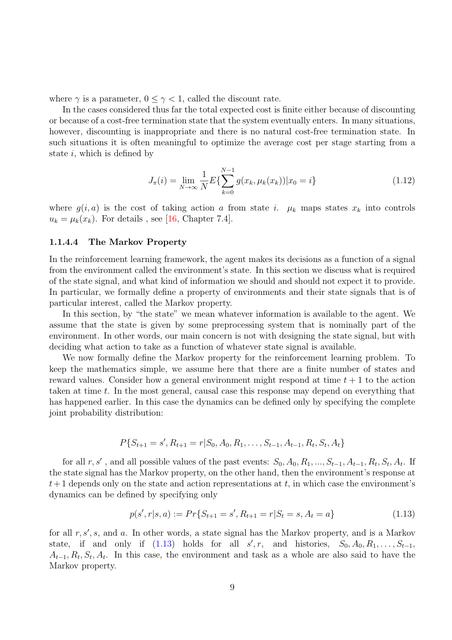 where γ is a parameter, 0 ≤ γ < 1, called the discount rate.
In the cases considered thus far the total expected cost is finite either because of discounting
or because of a cost-free termination state that the system eventually enters. In many situations,
however, discounting is inappropriate and there is no natural cost-free termination state. In
such situations it is often meaningful to optimize the average cost per stage starting from a
state i, which is defined by
J_π(i) = lim_{N→∞} 1/N E{∑_{k=0}^{N−1} g(x_k, μ_k(x_k))|x_0 = i} (1.12)
where g(i, a) is the cost of taking action a from state i. μ_k maps states x_k into controls
u_k = μ_k(x_k). For details , see [16, Chapter 7.4].
1.1.4.4 The Markov Property
In the reinforcement learning framework, the agent makes its decisions as a function of a signal
from the environment called the environment's state. In this section we discuss what is required
of the state signal, and what kind of information we should and should not expect it to provide.
In particular, we formally define a property of environments and their state signals that is of
particular interest, called the Markov property.
In this section, by "the state" we mean whatever information is available to the agent. We
assume that the state is given by some preprocessing system that is nominally part of the
environment. In other words, our main concern is not with designing the state signal, but with
deciding what action to take as a function of whatever state signal is available.
We now formally define the Markov property for the reinforcement learning problem. To
keep the mathematics simple, we assume here that there are a finite number of states and
reward values. Consider how a general environment might respond at time t + 1 to the action
taken at time t. In the most general, causal case this response may depend on everything that
has happened earlier. In this case the dynamics can be defined only by specifying the complete
joint probability distribution:
P{S_{t+1} = s′, R_{t+1} = r|S_0, A_0, R_1, . . . , S_{t−1}, A_{t−1}, R_t, S_t, A_t}
for all r, s′ , and all possible values of the past events: S_0, A_0, R_1, ..., S_{t−1}, A_{t−1}, R_t, S_t, A_t. If
the state signal has the Markov property, on the other hand, then the environment's response at
t + 1 depends only on the state and action representations at t, in which case the environment's
dynamics can be defined by specifying only
p(s′, r|s, a) := Pr{S_{t+1} = s′, R_{t+1} = r|S_t = s, A_t = a} (1.13)
for all r, s′, s, and a. In other words, a state signal has the Markov property, and is a Markov
state, if and only if (1.13) holds for all s′, r, and histories, S_0, A_0, R_1, . . . , S_{t−1},
A_{t−1}, R_t, S_t, A_t. In this case, the environment and task as a whole are also said to have the
Markov property.
9